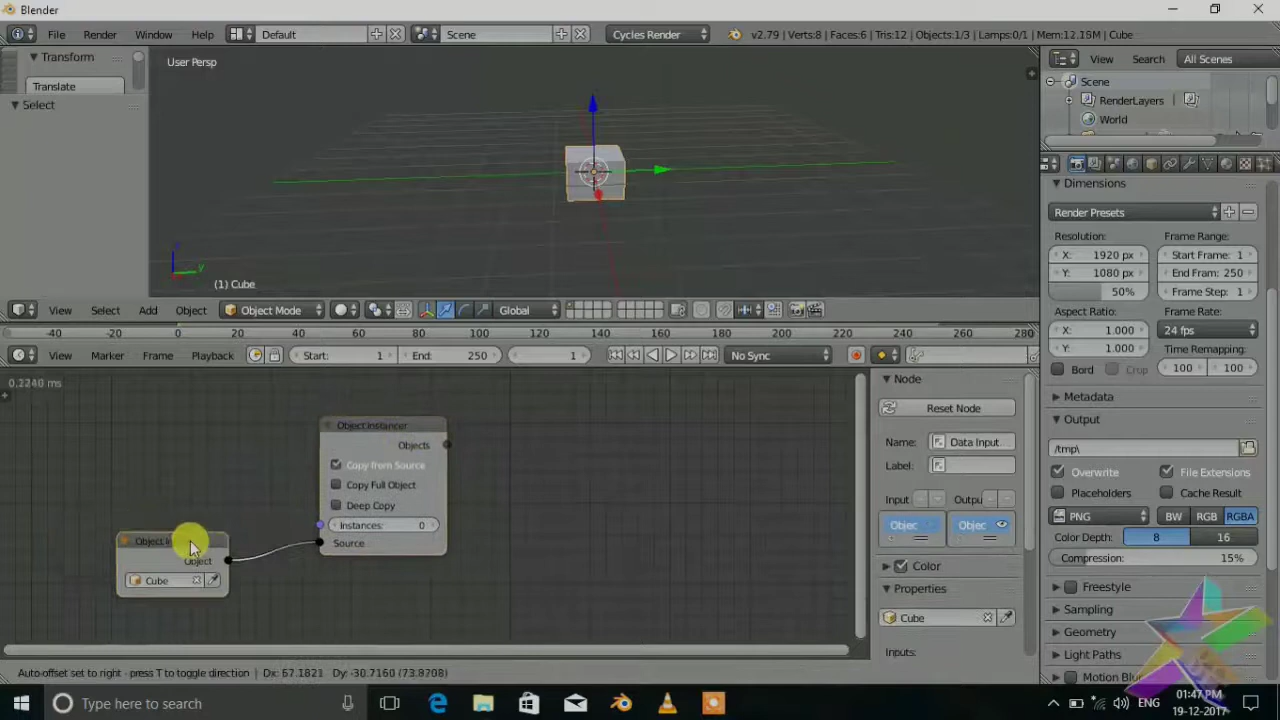 Blender
File Render Window Help Default Scene Cycles Render v2.79 | Verts:8 | Faces:6 | Tris:12 | Objects:1/3 | Lamps:0/1 | Mem:12.15M | Cube
Transform
Translate
Select
User Persp
z
y
(1) Cube
View Select Add Object Object Mode Global
-40 -20 0 20 40 60 80 100 120 140 160 180 200 220 240 260 280
View Marker Frame Playback Start: 1 End: 250 1 No Sync
0.2240 ms
Object Instancer
Objects
Copy from Source
Copy Full Object
Deep Copy
Instances: 0
Source
Object In
Object
Cube
Node
Reset Node
Name: Data Input...
Label:
Input Outpu
Objec Objec
Color
Properties
Cube
Inputs:
View Search All Scenes
Scene
RenderLayers
World
Dimensions
Render Presets
Resolution: Frame Range:
X: 1920 px Start Frame: 1
Y: 1080 px End Fram: 250
50% Frame Step: 1
Aspect Ratio: Frame Rate:
X: 1.000 24 fps
Y: 1.000 Time Remapping:
Bord Crop 100 100
Metadata
Output
/tmp\
Overwrite File Extensions
Placeholders Cache Result
PNG BW RGB RGBA
Color Depth: 8 16
Compression: 15%
Freestyle
Sampling
Geometry
Light Paths
Motion Blu
Auto offset set to right - press T to toggle direction | Dx: 67.1821 Dy: -30.7160 (73.8708)
Type here to search
ENG
01:47 PM
19-12-2017